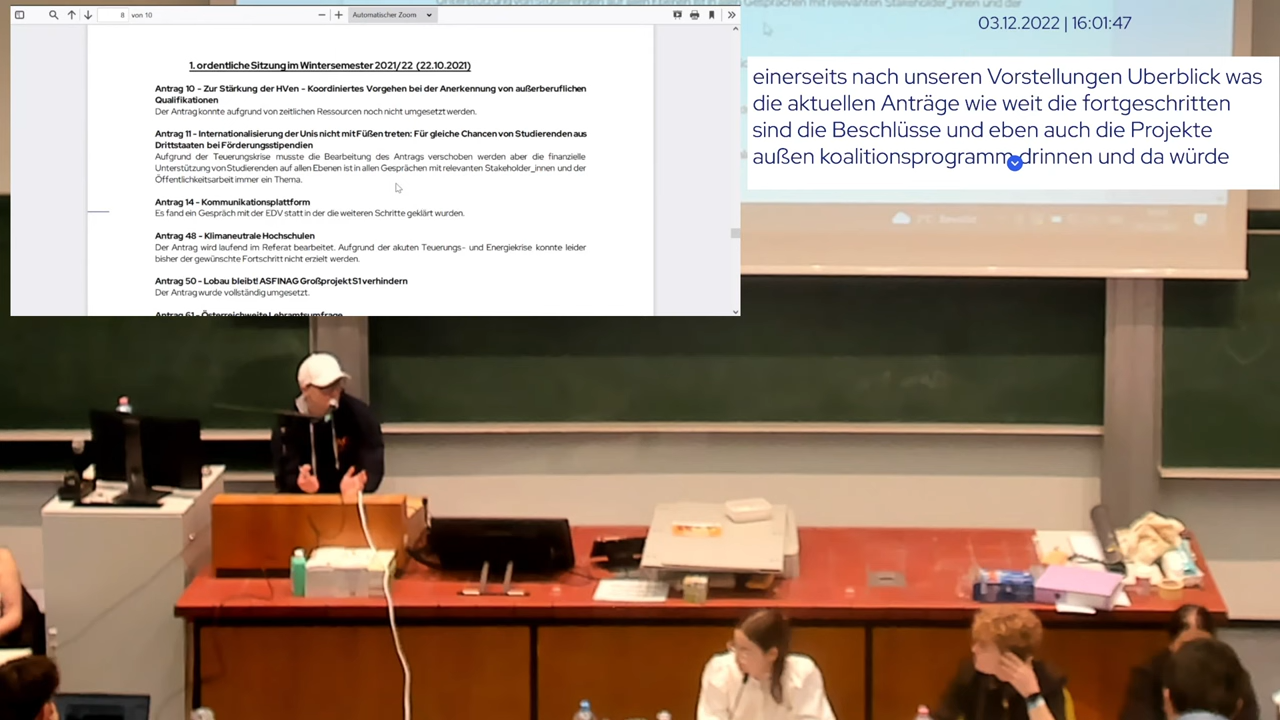 8 von 10
Automatischer Zoom
03.12.2022 | 16:01:47
1. ordentliche Sitzung im Wintersemester 2021/22 (22.10.2021)
Antrag 10 - Zur Stärkung der HVen - Koordiniertes Vorgehen bei der Anerkennung von außerberuflichen
Qualifikationen
Der Antrag konnte aufgrund von zeitlichen Ressourcen noch nicht umgesetzt werden.
Antrag 11 - Internationalisierung der Unis nicht mit Füßen treten: Für gleiche Chancen von Studierenden aus
Drittstaaten bei Förderungsstipendien
Aufgrund der Teuerungskrise musste die Bearbeitung des Antrags verschoben werden aber die finanzielle
Unterstützung von Studierenden auf allen Ebenen ist in allen Gesprächen mit relevanten Stakeholder_innen und der
Öffentlichkeitsarbeit immer ein Thema.
Antrag 14 - Kommunikationsplattform
Es fand ein Gespräch mit der EDV statt in der die weiteren Schritte geklärt wurden.
Antrag 48 - Klimaneutrale Hochschulen
Der Antrag wird laufend im Referat bearbeitet. Aufgrund der akuten Teuerungs- und Energiekrise konnte leider
bisher der gewünschte Fortschritt nicht erzielt werden.
Antrag 50 - Lobau bleibt! ASFINAG Großprojekt S1 verhindern
Der Antrag wurde vollständig umgesetzt.
Antrag 61 - Österreichweite Lehramtsumfrage
einerseits nach unseren Vorstellungen Uberblick was
die aktuellen Anträge wie weit die fortgeschritten
sind die Beschlüsse und eben auch die Projekte
außen koalitionsprogramm drinnen und da würde